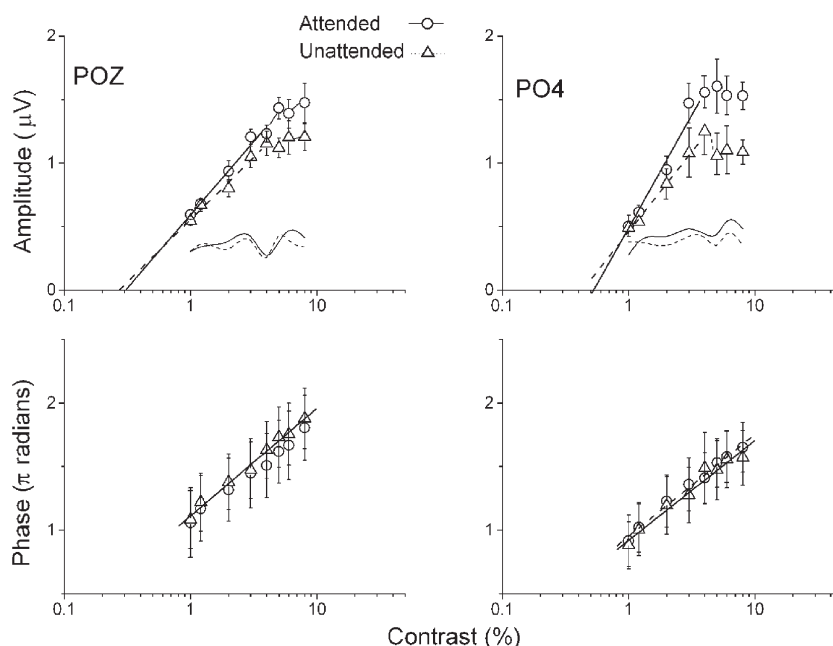 Attended
Unattended
POZ
PO4
Amplitude ( μV)
2
1
0
0.1 1 10
2
1
0
0.1 1 10
Phase (π radians)
2
1
0.1 1 10
2
1
0.1 1 10
Contrast (%)